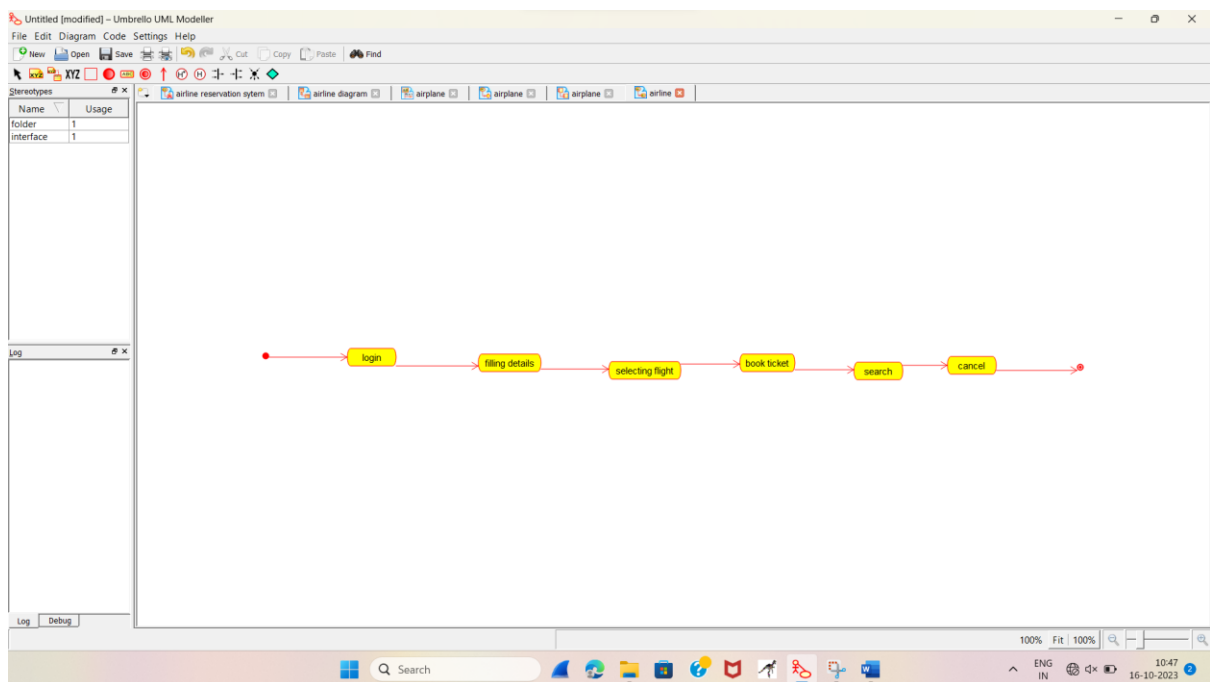 Untitled [modified] – Umbrello UML Modeller
File Edit Diagram Code Settings Help
New Open Save Cut Copy Paste Find
XYZ XYZ
Stereotypes
airline reservation sytem airline diagram airplane airplane airplane airline
Name Usage
folder 1
interface 1
login filling details selecting flight book ticket search cancel
Log
Log Debug
100% Fit 100%
Search
ENG
IN
10:47
16-10-2023
2